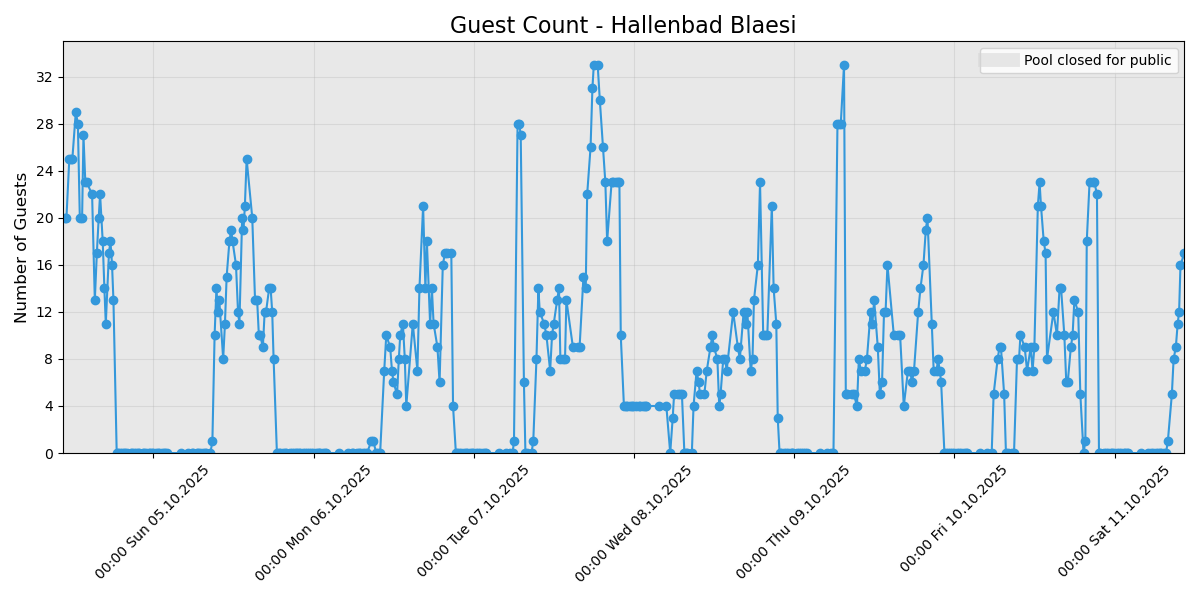 Guest Count - Hallenbad Blaesi
Pool closed for public
Number of Guests
32
28
24
20
16
12
8
4
0
00:00 Sun 05.10.2025
00:00 Mon 06.10.2025
00:00 Tue 07.10.2025
00:00 Wed 08.10.2025
00:00 Thu 09.10.2025
00:00 Fri 10.10.2025
00:00 Sat 11.10.2025